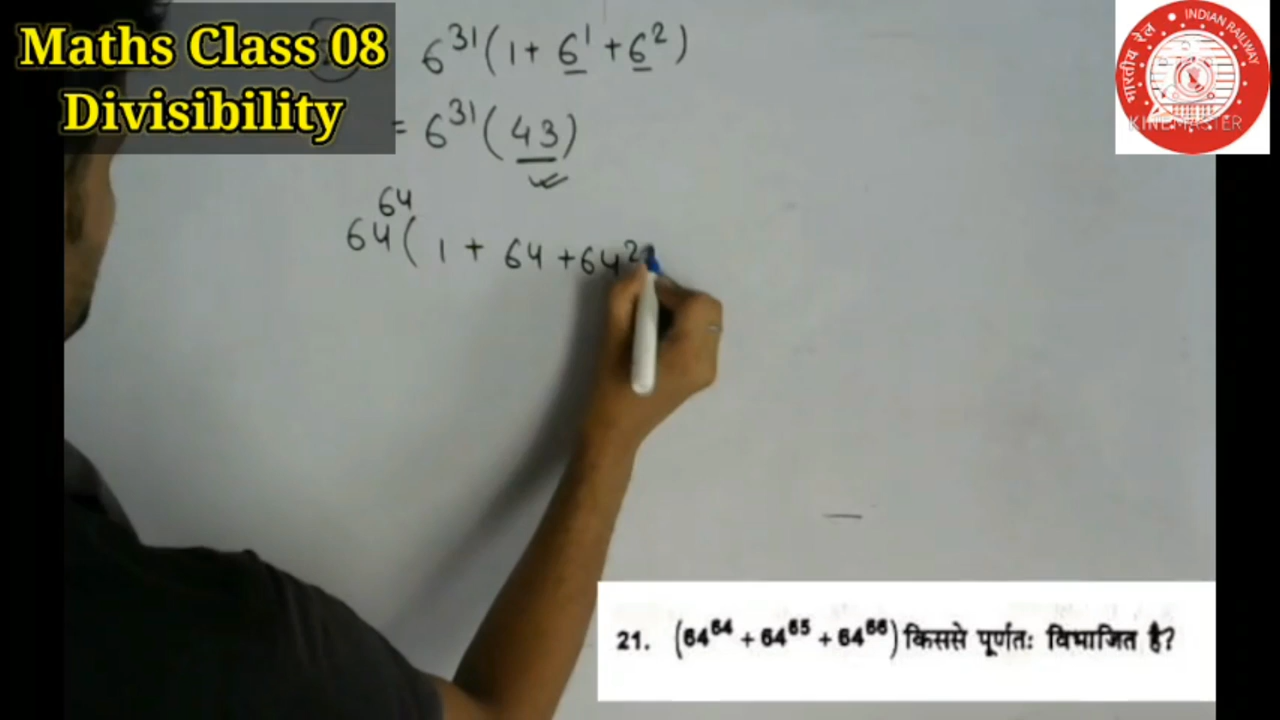 Maths Class 08
Divisibility
6³¹(1 + 6¹ + 6²)
= 6³¹(43)
64⁶⁴(1 + 64 + 64²
भारतीय रेल INDIAN RAILWAY
KINEMASTER
21. (64⁶⁴ + 64⁶⁵ + 64⁶⁶) किससे पूर्णतः विभाजित है?